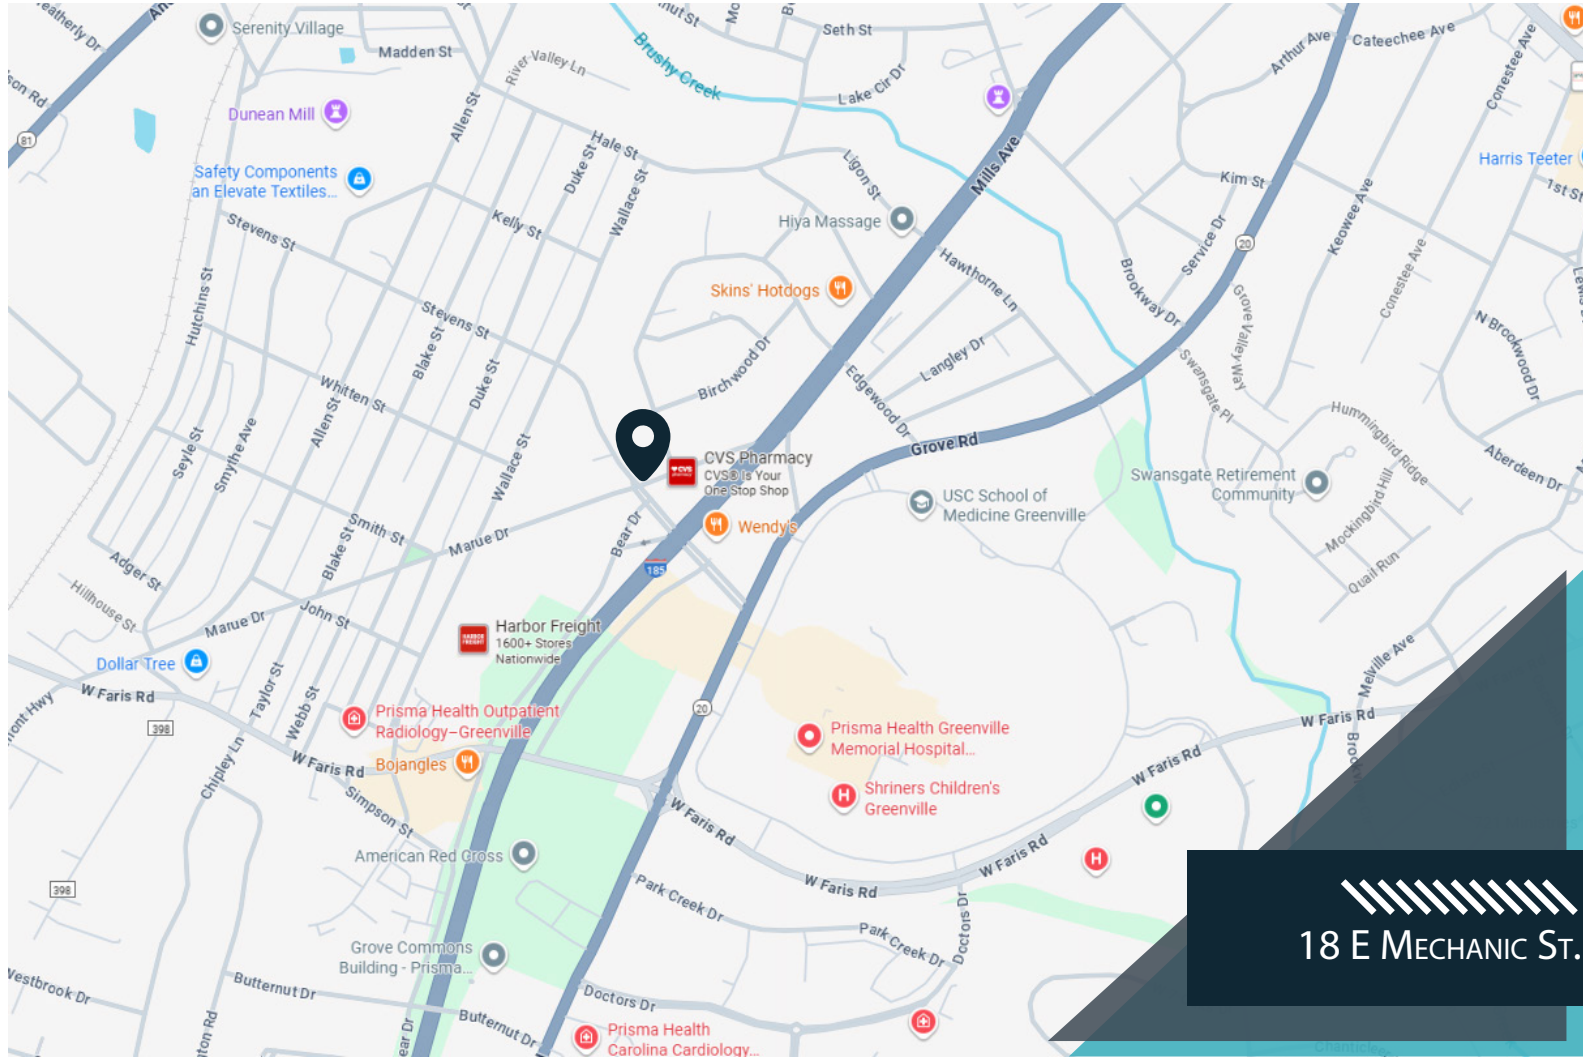 Serenity Village
Madden St
River Valley Ln
Seth St
Lake Cir Dr
Arthur Ave
Cateechee Ave
Conestee Ave
Brushy Creek
Dunean Mill
Allen St
81
Safety Components
an Elevate Textiles...
Hale St
Duke St
Wallace St
Ligon St
Mills Ave
Kim St
Harris Teeter
1st St
Stevens St
Kelly St
Hiya Massage
Service Dr
20
Keowee Ave
Conestee Ave
Hutchins St
Skins' Hotdogs
Hawthorne Ln
Brookway Dr
Grove Valley Way
N Brookwood Dr
Stevens St
Blake St
Duke St
Birchwood Dr
Langley Dr
Edgewood Dr
Swansgate Pl
Whitten St
Allen St
Smythe Ave
Seyle St
Wallace St
Grove Rd
Hummingbird Ridge
Aberdeen Dr
CVS
CVS Pharmacy
CVS® Is Your
One Stop Shop
Swansgate Retirement
Community
Mockingbird Hill
USC School of
Medicine Greenville
Wendy's
Smith St
Marue Dr
Bear Dr
Blake St
Quail Run
Adger St
185
Hillhouse St
John St
Marue Dr
HARBOR
FREIGHT
Harbor Freight
1600+ Stores
Nationwide
Dollar Tree
W Faris Rd
Taylor St
Webb St
Melville Ave
398
Prisma Health Outpatient
Radiology–Greenville
20
Prisma Health Greenville
Memorial Hospital...
W Faris Rd
Chipley Ln
W Faris Rd
Bojangles
W Faris Rd
Shriners Children's
Greenville
Simpson St
W Faris Rd
American Red Cross
W Faris Rd
W Faris Rd
398
Park Creek Dr
Park Creek Dr
Doctors Dr
Grove Commons
Building - Prisma...
18 E Mechanic St.
Westbrook Dr
Butternut Dr
Doctors Dr
Butternut Dr
Prisma Health
Carolina Cardiology...